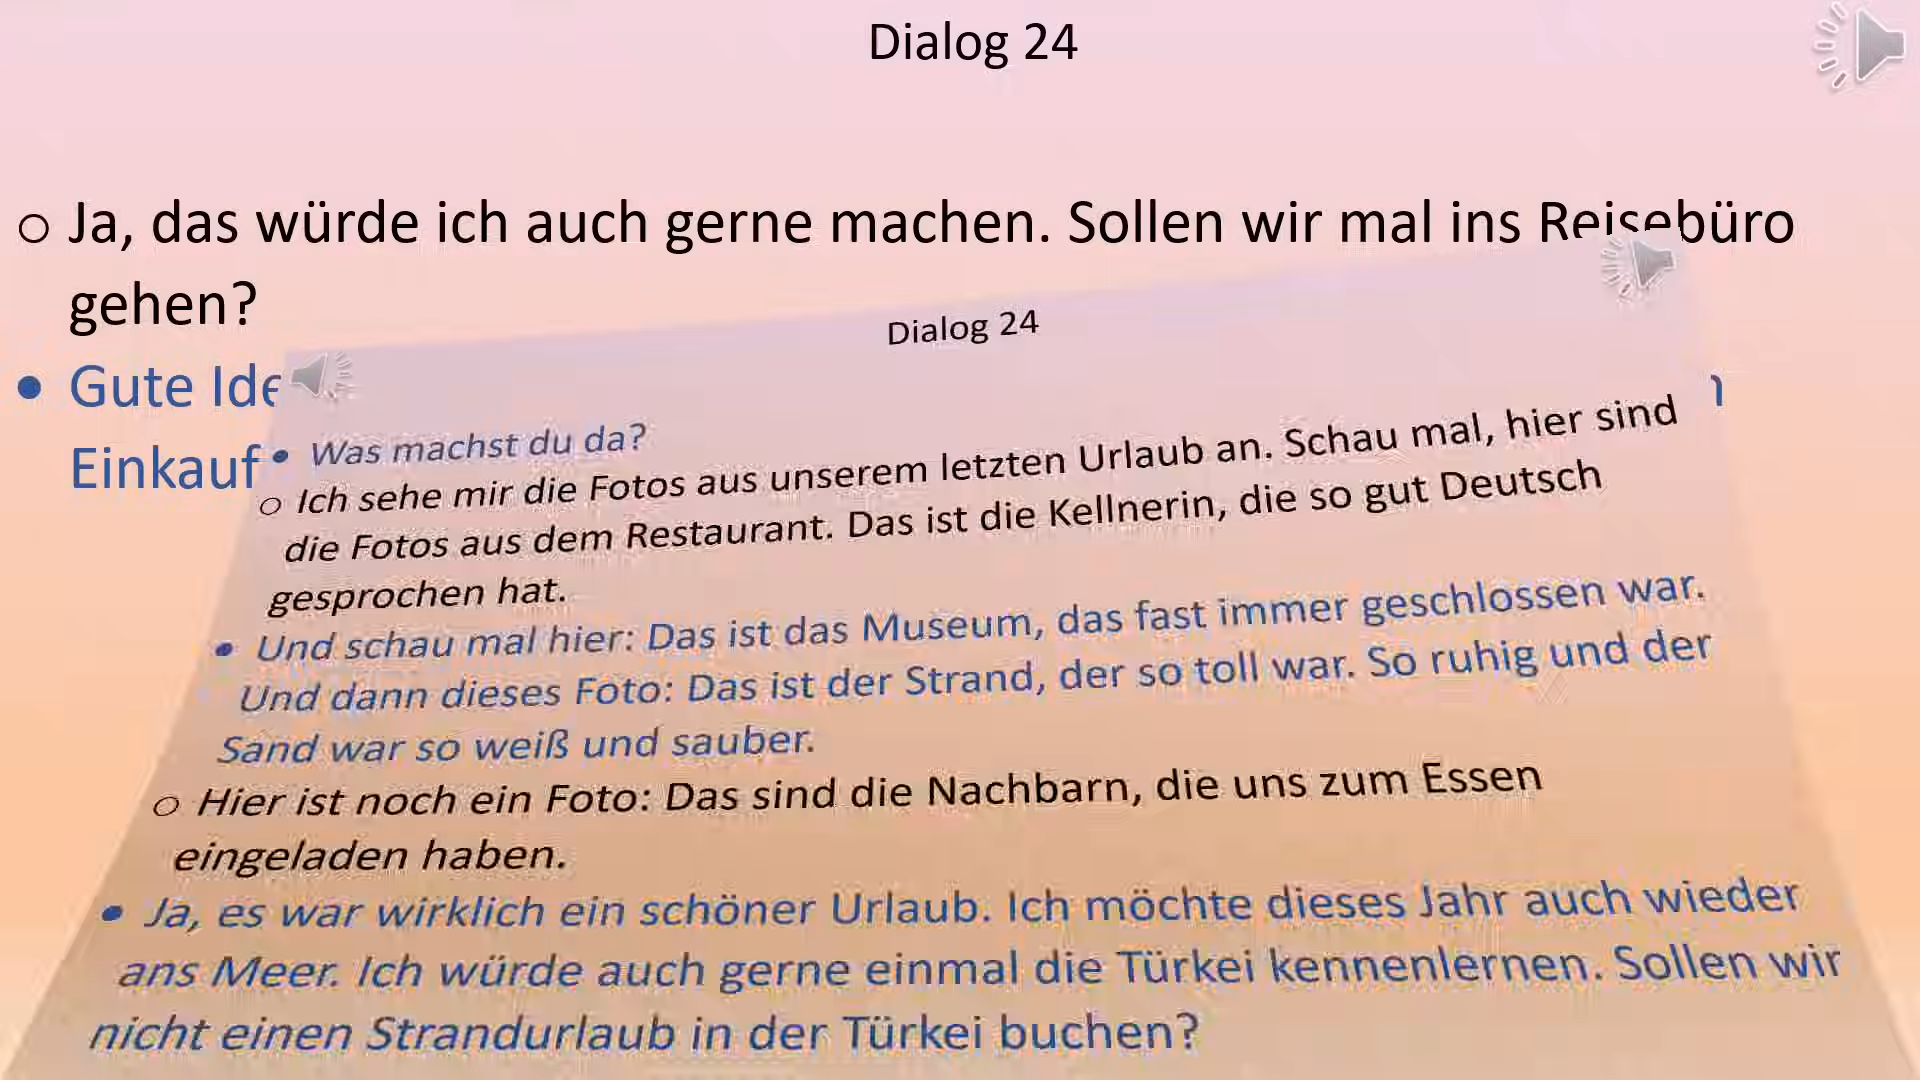 Dialog 24
o Ja, das würde ich auch gerne machen. Sollen wir mal ins Reisebüro
gehen?
• Gute
Dialog 24
• Was machst du da?
o Ich sehe mir die Fotos aus unserem letzten Urlaub an. Schau mal, hier sind
die Fotos aus dem Restaurant. Das ist die Kellnerin, die so gut Deutsch
gesprochen hat.
• Und schau mal hier: Das ist das Museum, das fast immer geschlossen war.
Und dann dieses Foto: Das ist der Strand, der so toll war. So ruhig und der
Sand war so weiß und sauber.
o Hier ist noch ein Foto: Das sind die Nachbarn, die uns zum Essen
eingeladen haben.
• Ja, es war wirklich ein schöner Urlaub. Ich möchte dieses Jahr auch wieder
ans Meer. Ich würde auch gerne einmal die Türkei kennenlernen. Sollen wir
nicht einen Strandurlaub in der Türkei buchen?